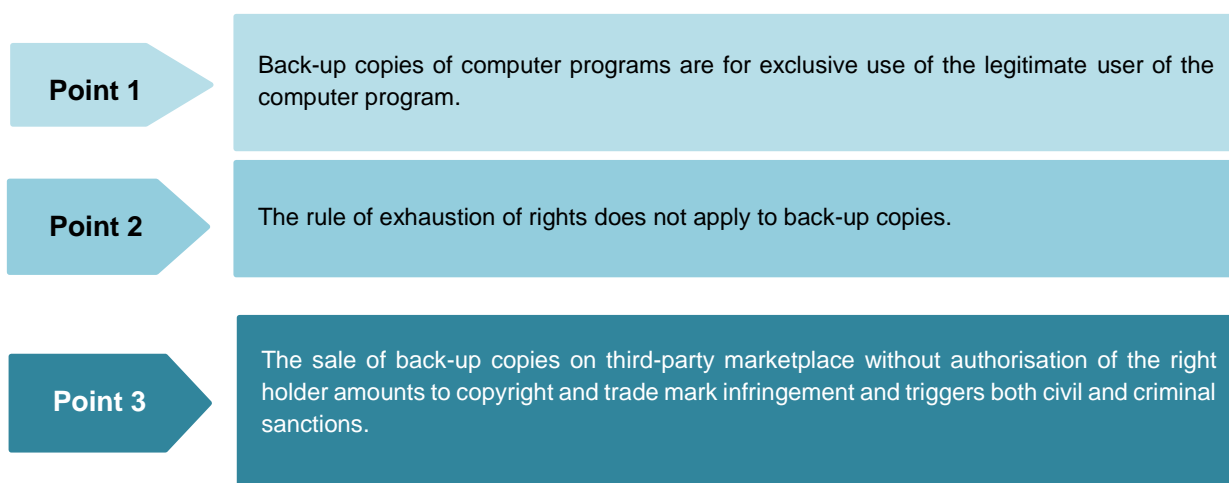 Point 1
Back-up copies of computer programs are for exclusive use of the legitimate user of the
computer program.
Point 2
The rule of exhaustion of rights does not apply to back-up copies.
Point 3
The sale of back-up copies on third-party marketplace without authorisation of the right
holder amounts to copyright and trade mark infringement and triggers both civil and criminal
sanctions.